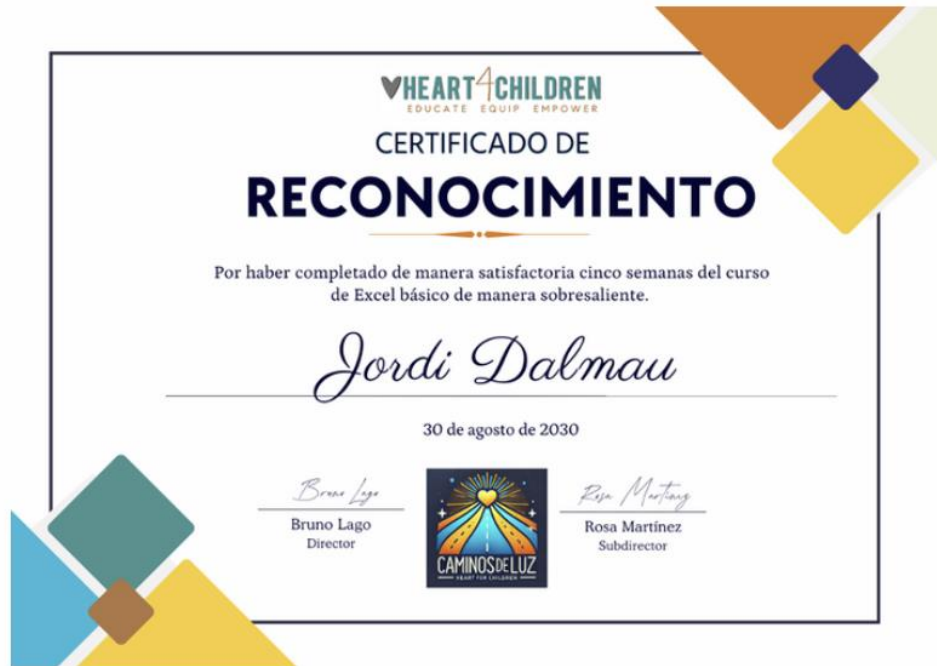 HEART4CHILDREN
EDUCATE EQUIP EMPOWER
CERTIFICADO DE
RECONOCIMIENTO
Por haber completado de manera satisfactoria cinco semanas del curso
de Excel básico de manera sobresaliente.
Jordi Dalmau
30 de agosto de 2030
Bruno Lago
Bruno Lago
Director
CAMINOS DE LUZ
HEART FOR CHILDREN
Rosa Martinez
Rosa Martínez
Subdirector